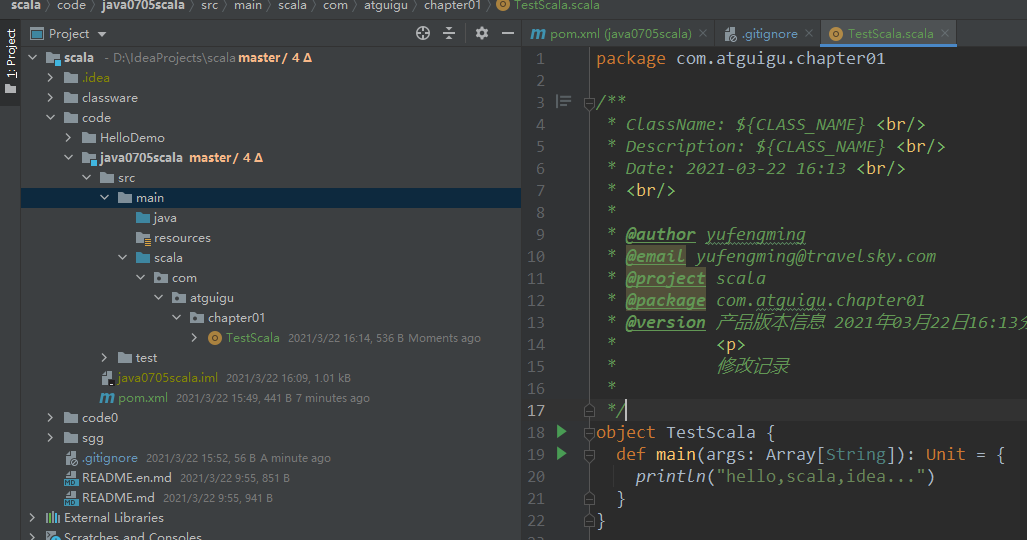 scala code java0705scala src main scala com atguigu chapter01 TestScala.scala
1: Project
Project
pom.xml (java0705scala)
.gitignore
TestScala.scala
scala - D:\IdeaProjects\scala master/ 4 Δ
.idea
classware
code
HelloDemo
java0705scala master/ 4 Δ
src
main
java
resources
scala
com
atguigu
chapter01
TestScala 2021/3/22 16:14, 536 B Moments ago
test
java0705scala.iml 2021/3/22 16:09, 1.01 kB
pom.xml 2021/3/22 15:49, 441 B 7 minutes ago
code0
sgg
.gitignore 2021/3/22 15:52, 56 B A minute ago
README.en.md 2021/3/22 9:55, 851 B
README.md 2021/3/22 9:55, 941 B
External Libraries
Scratches and Consoles
1 package com.atguigu.chapter01
2
3 /**
4 * ClassName: ${CLASS_NAME} <br/>
5 * Description: ${CLASS_NAME} <br/>
6 * Date: 2021-03-22 16:13 <br/>
7 * <br/>
8 *
9 * @author yufengming
10 * @email yufengming@travelsky.com
11 * @project scala
12 * @package com.atguigu.chapter01
13 * @version 产品版本信息 2021年03月22日16:13分
14 * <p>
15 * 修改记录
16 *
17 */
18 object TestScala {
19 def main(args: Array[String]): Unit = {
20 println("hello,scala,idea...")
21 }
22 }